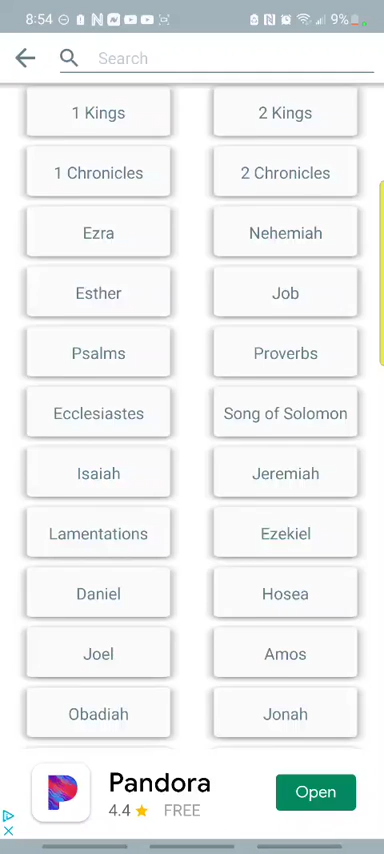 8:54 9%
Search
1 Kings 2 Kings
1 Chronicles 2 Chronicles
Ezra Nehemiah
Esther Job
Psalms Proverbs
Ecclesiastes Song of Solomon
Isaiah Jeremiah
Lamentations Ezekiel
Daniel Hosea
Joel Amos
Obadiah Jonah
Pandora
4.4 FREE
Open